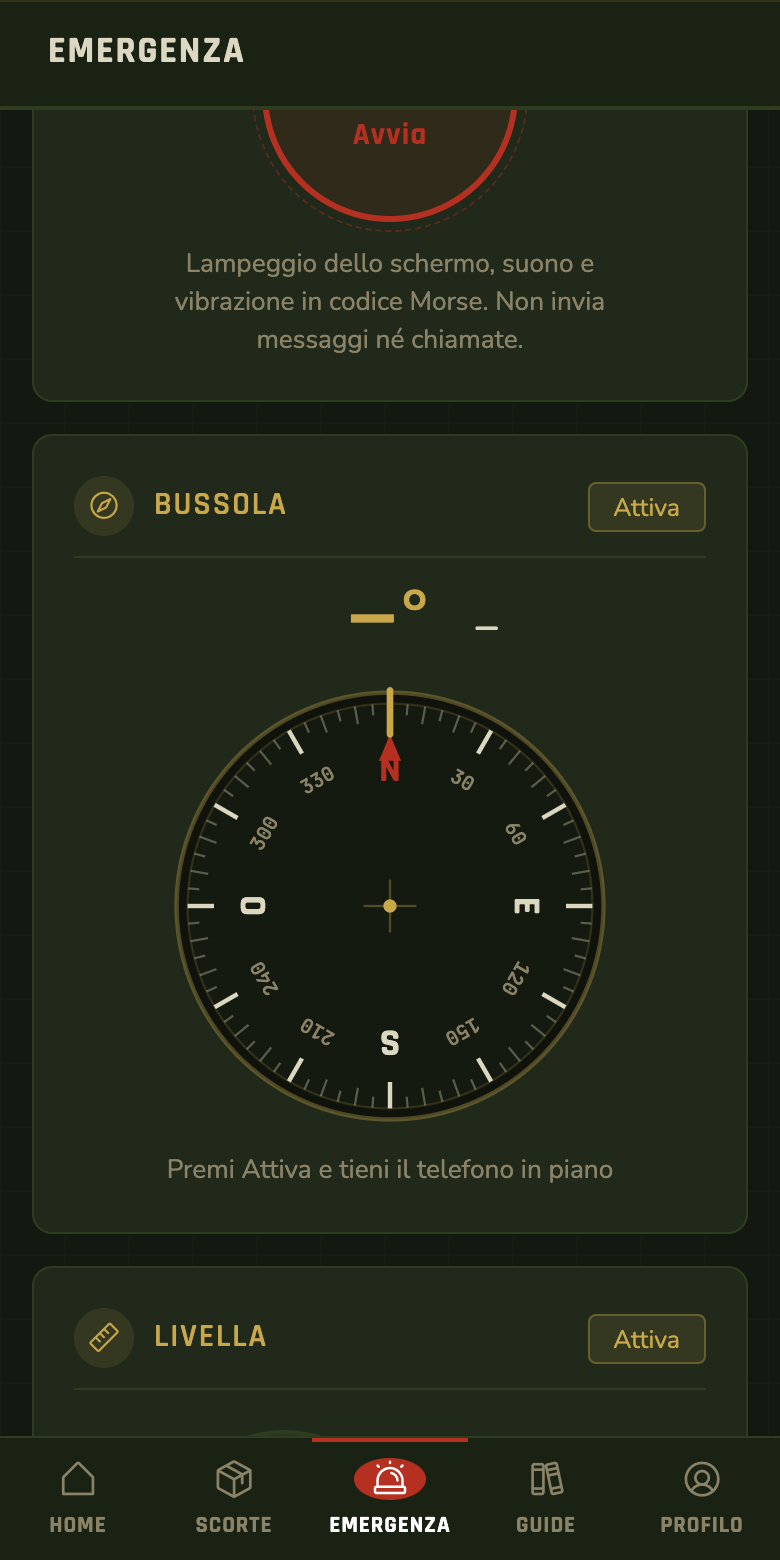 EMERGENZA
Avvia
Lampeggio dello schermo, suono e
vibrazione in codice Morse. Non invia
messaggi né chiamate.
BUSSOLA
Attiva
—° —
N
30
60
E
120
150
S
210
240
O
300
330
Premi Attiva e tieni il telefono in piano
LIVELLA
Attiva
HOME
SCORTE
EMERGENZA
GUIDE
PROFILO